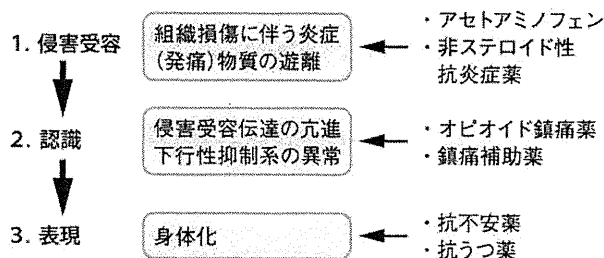 1. 侵害受容
組織損傷に伴う炎症
(発痛)物質の遊離
・アセトアミノフェン
・非ステロイド性
抗炎症薬
2. 認識
侵害受容伝達の亢進
下行性抑制系の異常
・オピオイド鎮痛薬
・鎮痛補助薬
3. 表現
身体化
・抗不安薬
・抗うつ薬